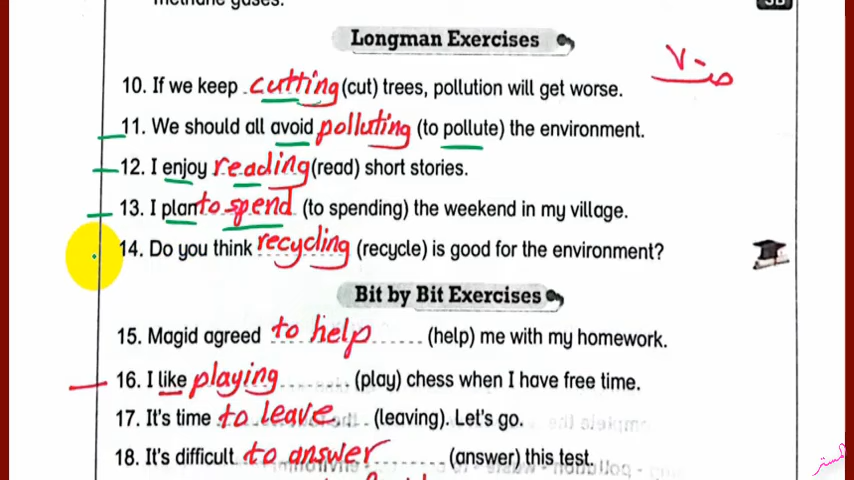 methane gases.
3B
Longman Exercises
ص ٧٠
10. If we keep cutting (cut) trees, pollution will get worse.
11. We should all avoid polluting (to pollute) the environment.
12. I enjoy reading (read) short stories.
13. I plan to spend (to spending) the weekend in my village.
14. Do you think recycling (recycle) is good for the environment?
Bit by Bit Exercises
15. Magid agreed to help ...... (help) me with my homework.
16. I like playing ...... (play) chess when I have free time.
17. It's time to leave .. (leaving). Let's go.
18. It's difficult to answer ...... (answer) this test.